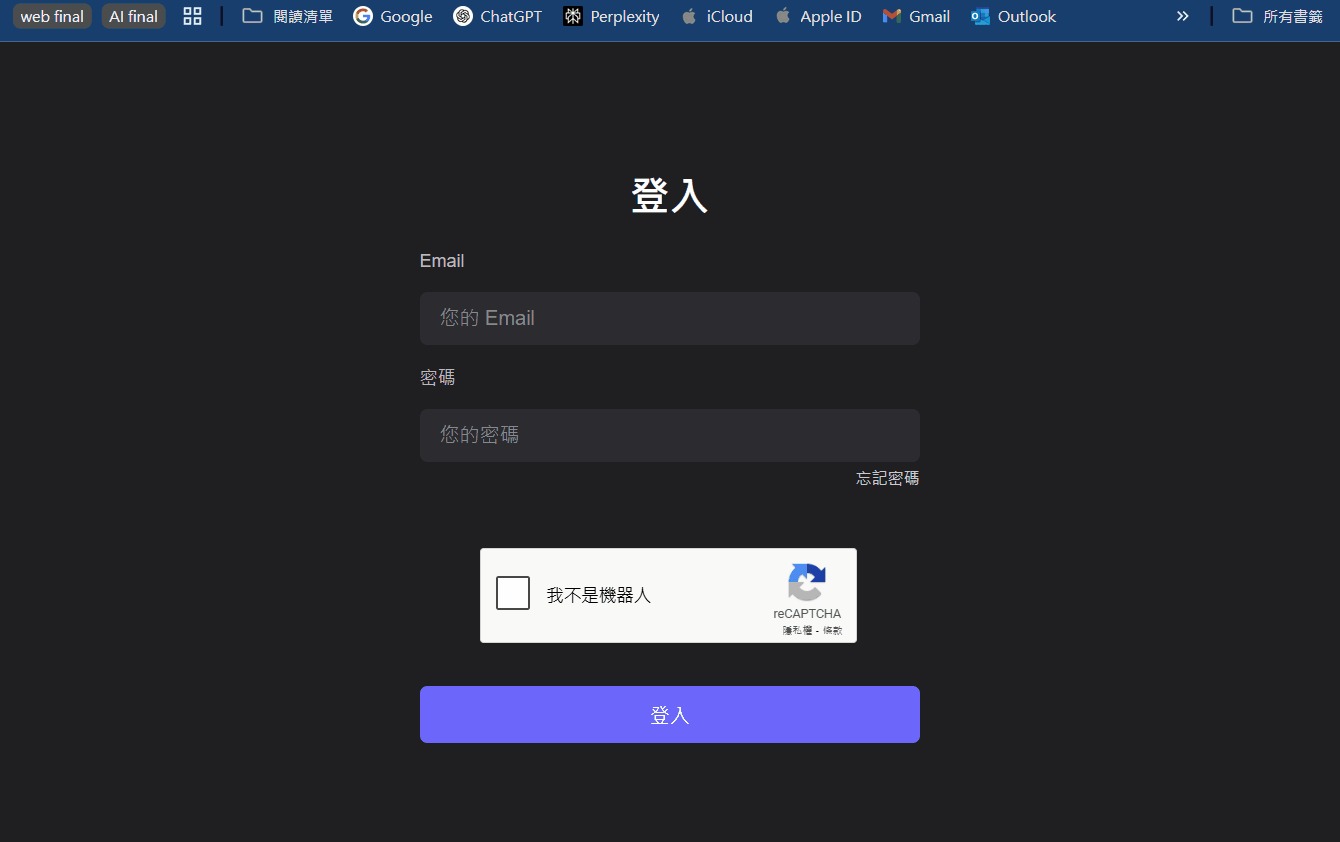 web final AI final 閱讀清單 Google ChatGPT Perplexity iCloud Apple ID Gmail Outlook 所有書籤
登入
Email
您的 Email
密碼
您的密碼
忘記密碼
我不是機器人
reCAPTCHA
隱私權 - 條款
登入